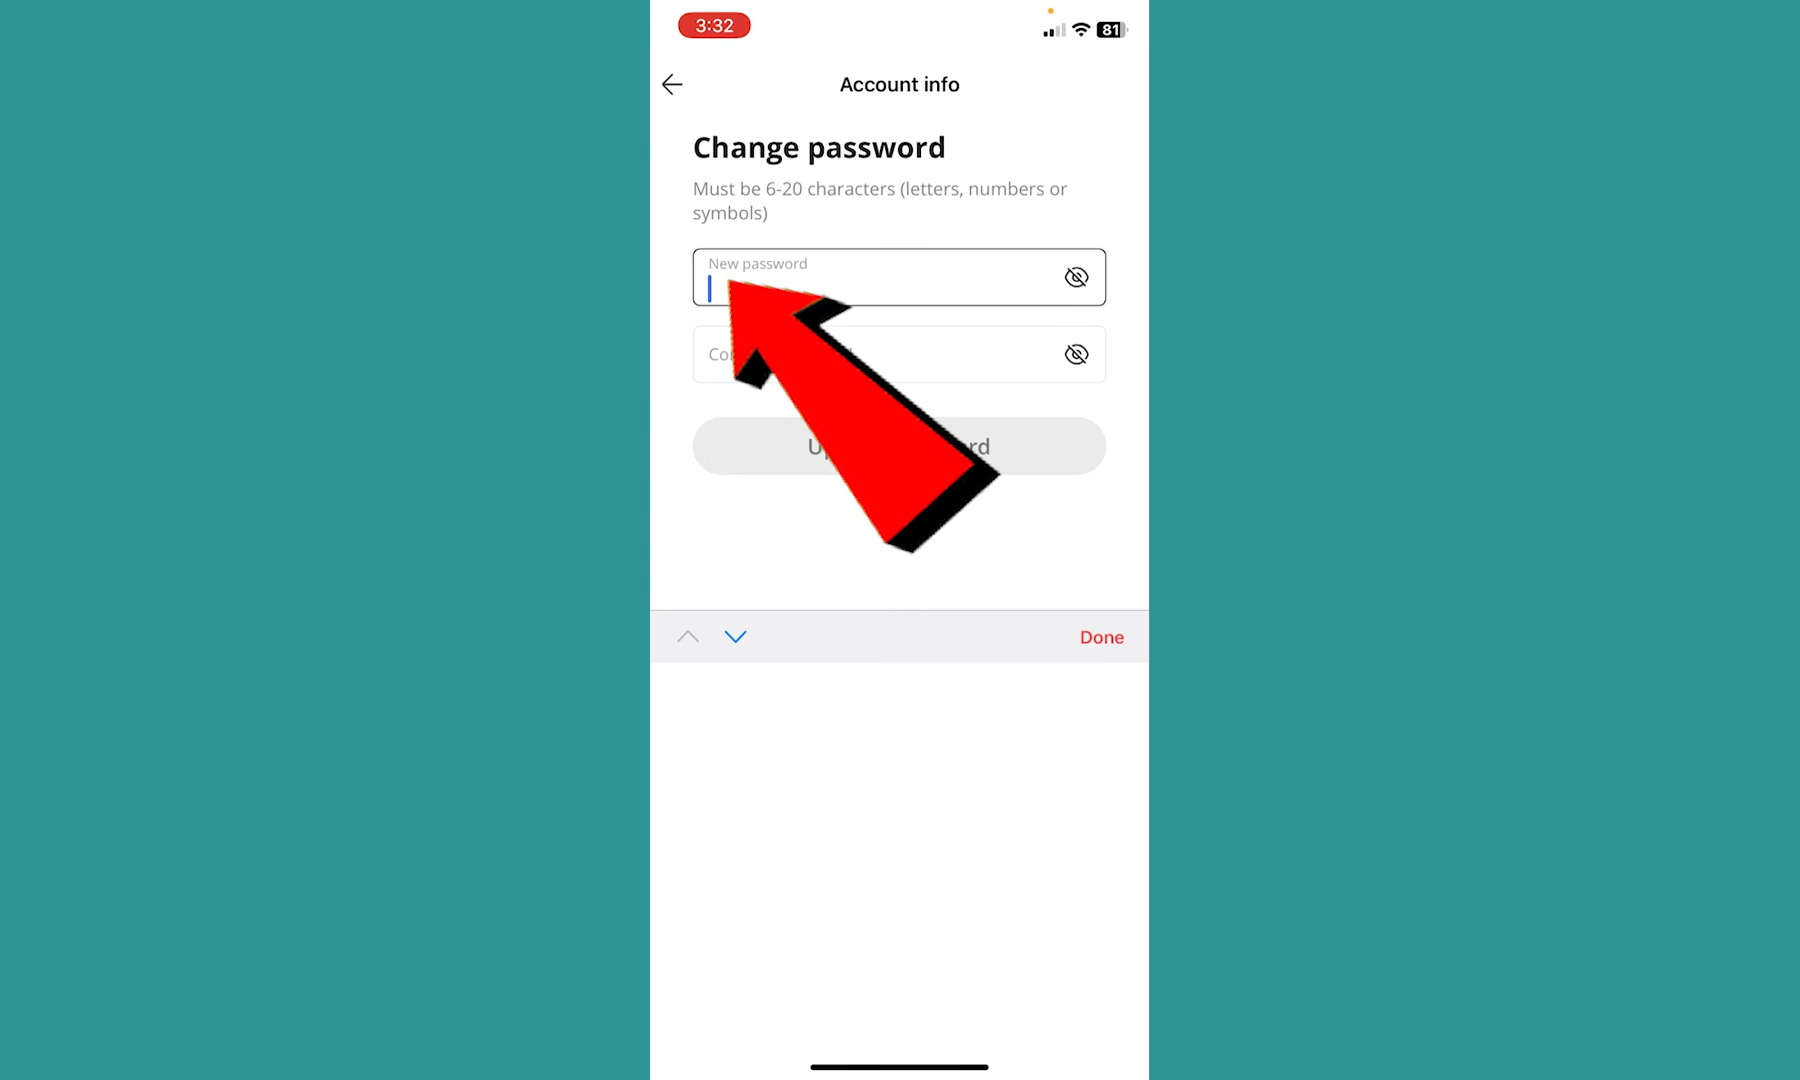 3:32
81
Account info
Change password
Must be 6-20 characters (letters, numbers or
symbols)
New password
Done